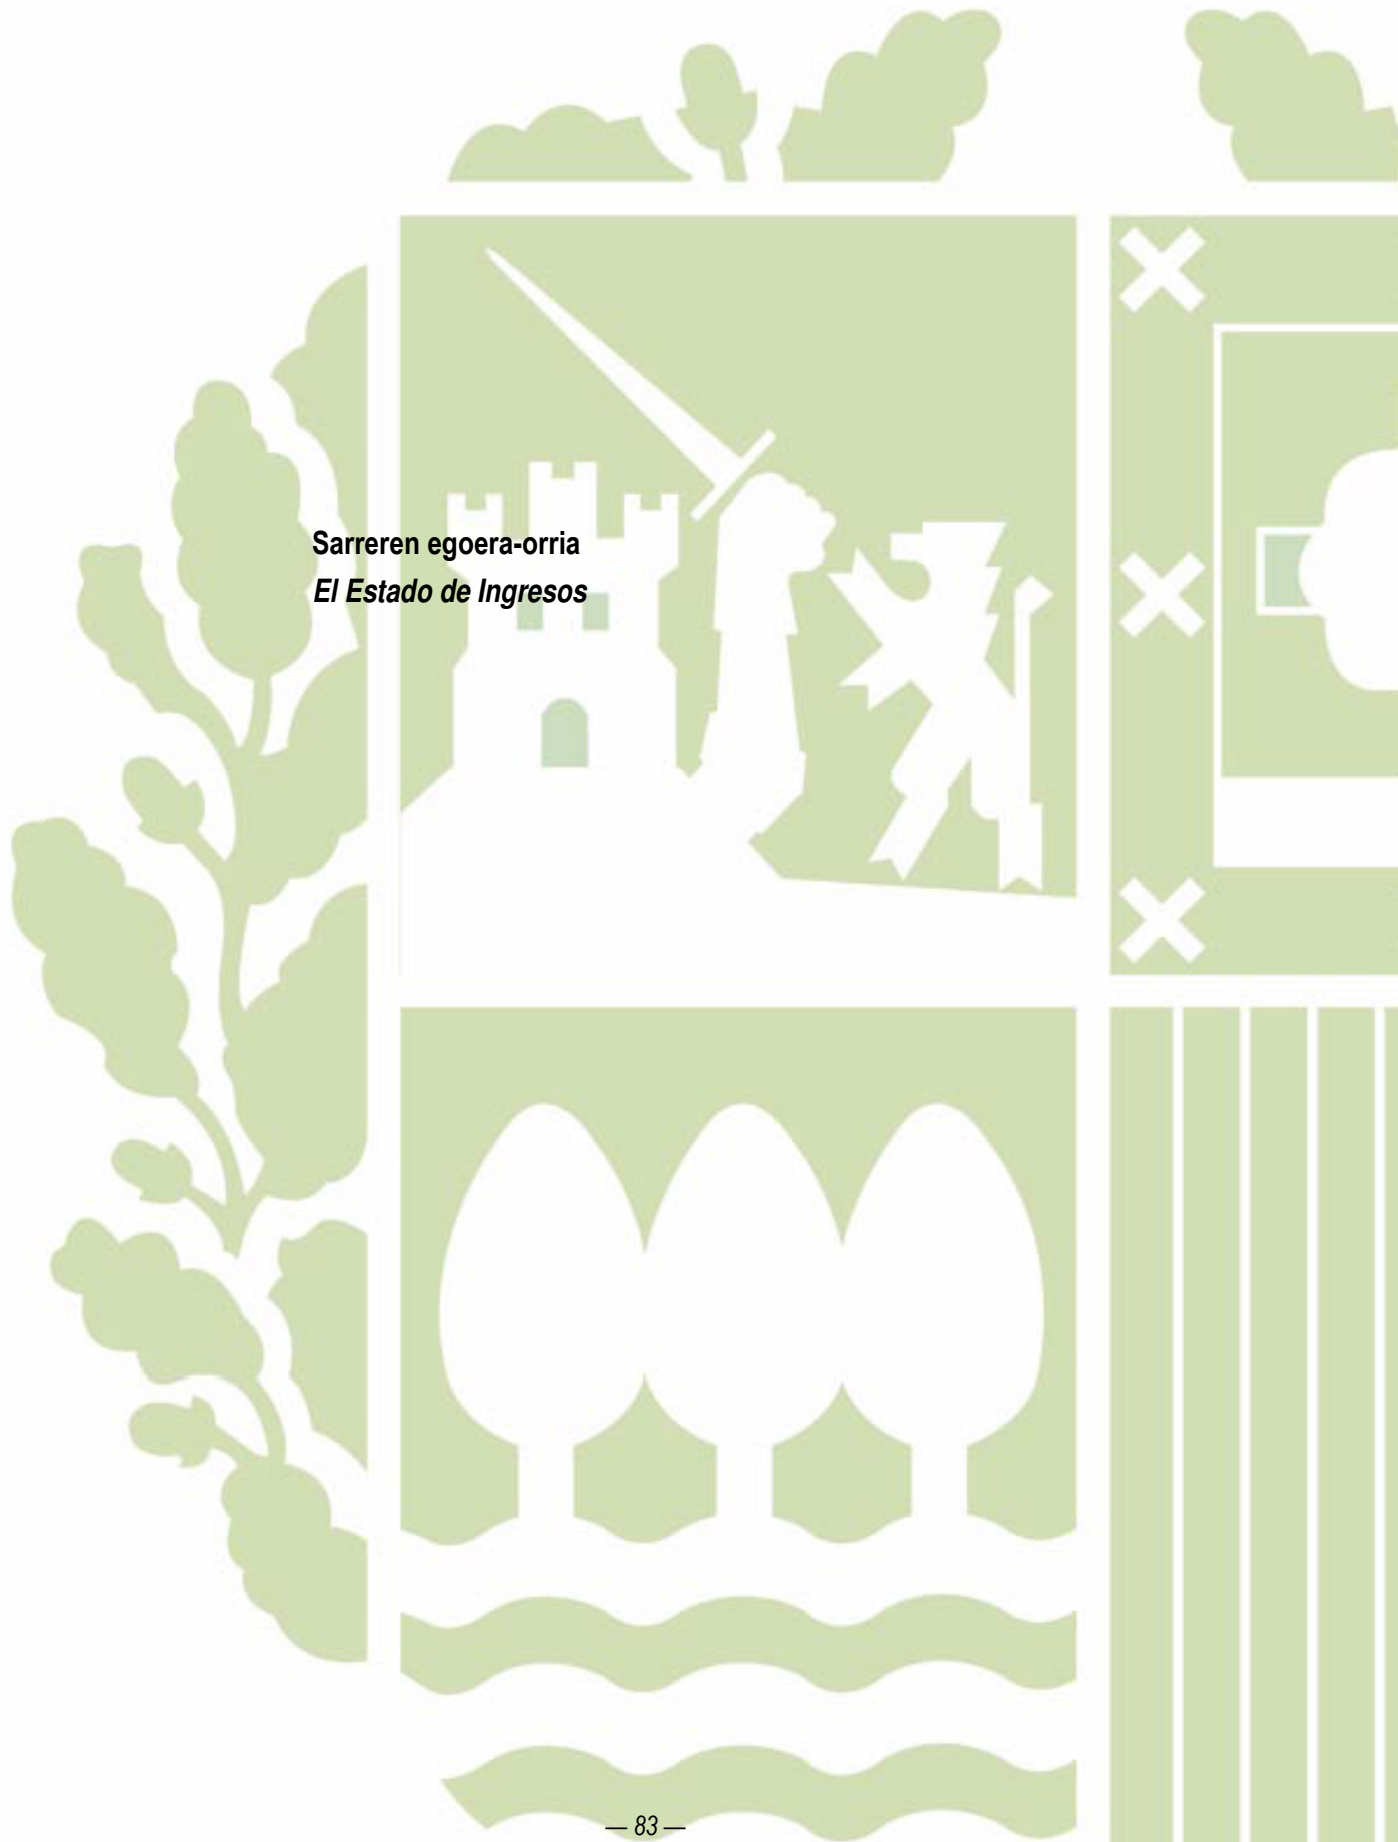 Sarreren egoera-orria
El Estado de Ingresos
— 83 —